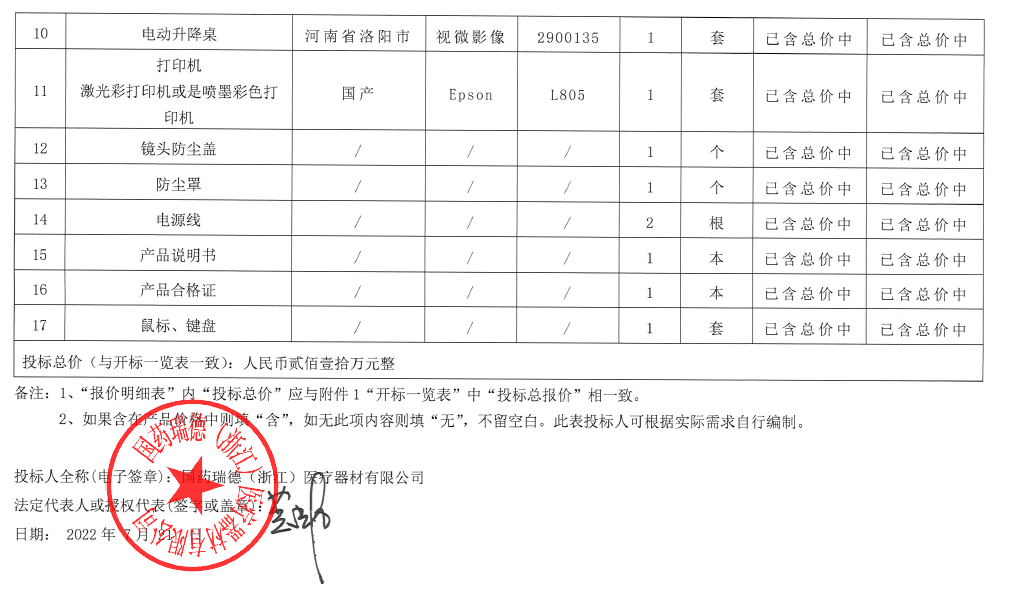 10 电动升降桌 河南省洛阳市 视微影像 2900135 1 套 已含总价中 已含总价中
打印机
11 激光彩打印机或是喷墨彩色打 国产 Epson L805 1 套 已含总价中 已含总价中
印机
12 镜头防尘盖 / / / 1 个 已含总价中 已含总价中
13 防尘罩 / / / 1 个 已含总价中 已含总价中
14 电源线 / / / 2 根 已含总价中 已含总价中
15 产品说明书 / / / 1 本 已含总价中 已含总价中
16 产品合格证 / / / 1 本 已含总价中 已含总价中
17 鼠标、键盘 / / / 1 套 已含总价中 已含总价中
投标总价（与开标一览表一致）：人民币贰佰壹拾万元整
备注：1、“报价明细表”内“投标总价”应与附件1“开标一览表”中“投标总报价”相一致。
2、如果含在产品价格中则填“含”，如无此项内容则填“无”，不留空白。此表投标人可根据实际需求自行编制。
投标人全称(电子签章)：国药瑞德（浙江）医疗器材有限公司
法定代表人或授权代表(签字或盖章)：
日期： 2022 年 7 月 21 日
国药瑞德（浙江）医疗器材有限公司